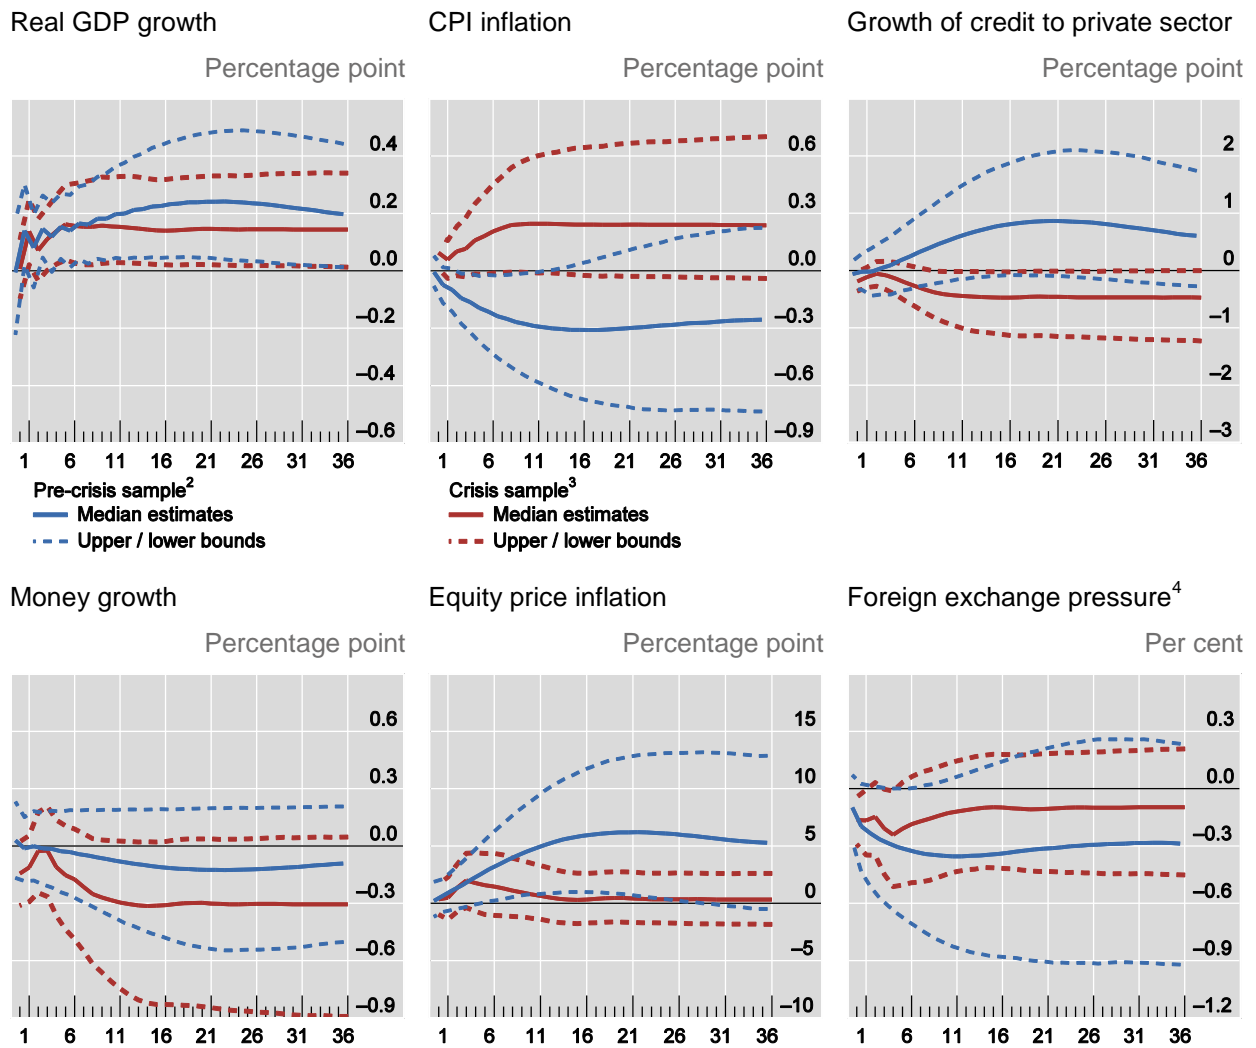 Real GDP growth
CPI inflation
Growth of credit to private sector
Percentage point
Percentage point
Percentage point
0.4
0.2
0.0
–0.2
–0.4
–0.6
0.6
0.3
0.0
–0.3
–0.6
–0.9
2
1
0
–1
–2
–3
1 6 11 16 21 26 31 36
1 6 11 16 21 26 31 36
1 6 11 16 21 26 31 36
Pre-crisis sample2
Median estimates
Upper / lower bounds
Crisis sample3
Median estimates
Upper / lower bounds
Money growth
Equity price inflation
Foreign exchange pressure4
Percentage point
Percentage point
Per cent
0.6
0.3
0.0
–0.3
–0.6
–0.9
15
10
5
0
–5
–10
0.3
0.0
–0.3
–0.6
–0.9
–1.2
1 6 11 16 21 26 31 36
1 6 11 16 21 26 31 36
1 6 11 16 21 26 31 36